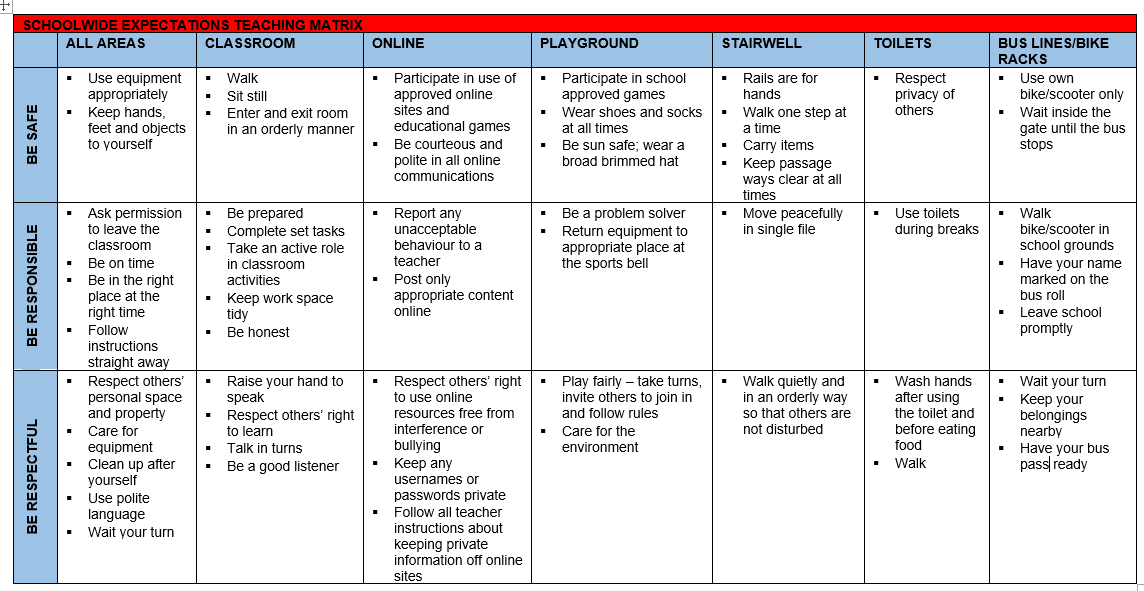 SCHOOLWIDE EXPECTATIONS TEACHING MATRIX
ALL AREAS
CLASSROOM
ONLINE
PLAYGROUND
STAIRWELL
TOILETS
BUS LINES/BIKE
RACKS
BE SAFE
▪ Use equipment
appropriately
▪ Keep hands,
feet and objects
to yourself
▪ Walk
▪ Sit still
▪ Enter and exit room
in an orderly manner
▪ Participate in use of
approved online
sites and
educational games
▪ Be courteous and
polite in all online
communications
▪ Participate in school
approved games
▪ Wear shoes and socks
at all times
▪ Be sun safe; wear a
broad brimmed hat
▪ Rails are for
hands
▪ Walk one step at
a time
▪ Carry items
▪ Keep passage
ways clear at all
times
▪ Respect
privacy of
others
▪ Use own
bike/scooter only
▪ Wait inside the
gate until the bus
stops
BE RESPONSIBLE
▪ Ask permission
to leave the
classroom
▪ Be on time
▪ Be in the right
place at the
right time
▪ Follow
instructions
straight away
▪ Be prepared
▪ Complete set tasks
▪ Take an active role
in classroom
activities
▪ Keep work space
tidy
▪ Be honest
▪ Report any
unacceptable
behaviour to a
teacher
▪ Post only
appropriate content
online
▪ Be a problem solver
▪ Return equipment to
appropriate place at
the sports bell
▪ Move peacefully
in single file
▪ Use toilets
during breaks
▪ Walk
bike/scooter in
school grounds
▪ Have your name
marked on the
bus roll
▪ Leave school
promptly
BE RESPECTFUL
▪ Respect others’
personal space
and property
▪ Care for
equipment
▪ Clean up after
yourself
▪ Use polite
language
▪ Wait your turn
▪ Raise your hand to
speak
▪ Respect others’ right
to learn
▪ Talk in turns
▪ Be a good listener
▪ Respect others’ right
to use online
resources free from
interference or
bullying
▪ Keep any
usernames or
passwords private
▪ Follow all teacher
instructions about
keeping private
information off online
sites
▪ Play fairly – take turns,
invite others to join in
and follow rules
▪ Care for the
environment
▪ Walk quietly and
in an orderly way
so that others are
not disturbed
▪ Wash hands
after using
the toilet and
before eating
food
▪ Walk
▪ Wait your turn
▪ Keep your
belongings
nearby
▪ Have your bus
pass ready